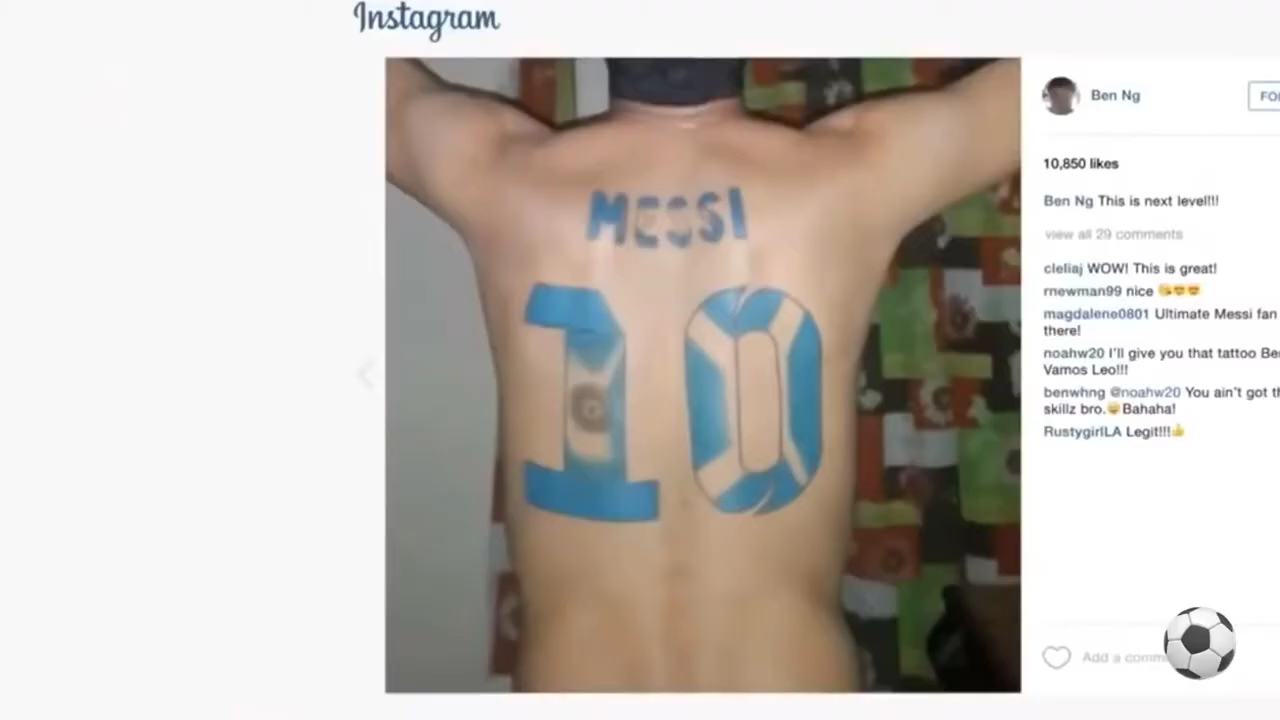 Instagram
MESSI
10
Ben Ng
10,850 likes
Ben Ng This is next level!!!
view all 29 comments
cleliaj WOW! This is great!
rnewman99 nice 😘😍😍
magdalene0801 Ultimate Messi fan
there!
noahw20 I'll give you that tattoo
Vamos Leo!!!
benwhng @noahw20 You ain't got
skillz bro.😄Bahaha!
RustygirlLA Legit!!!👍
Add a